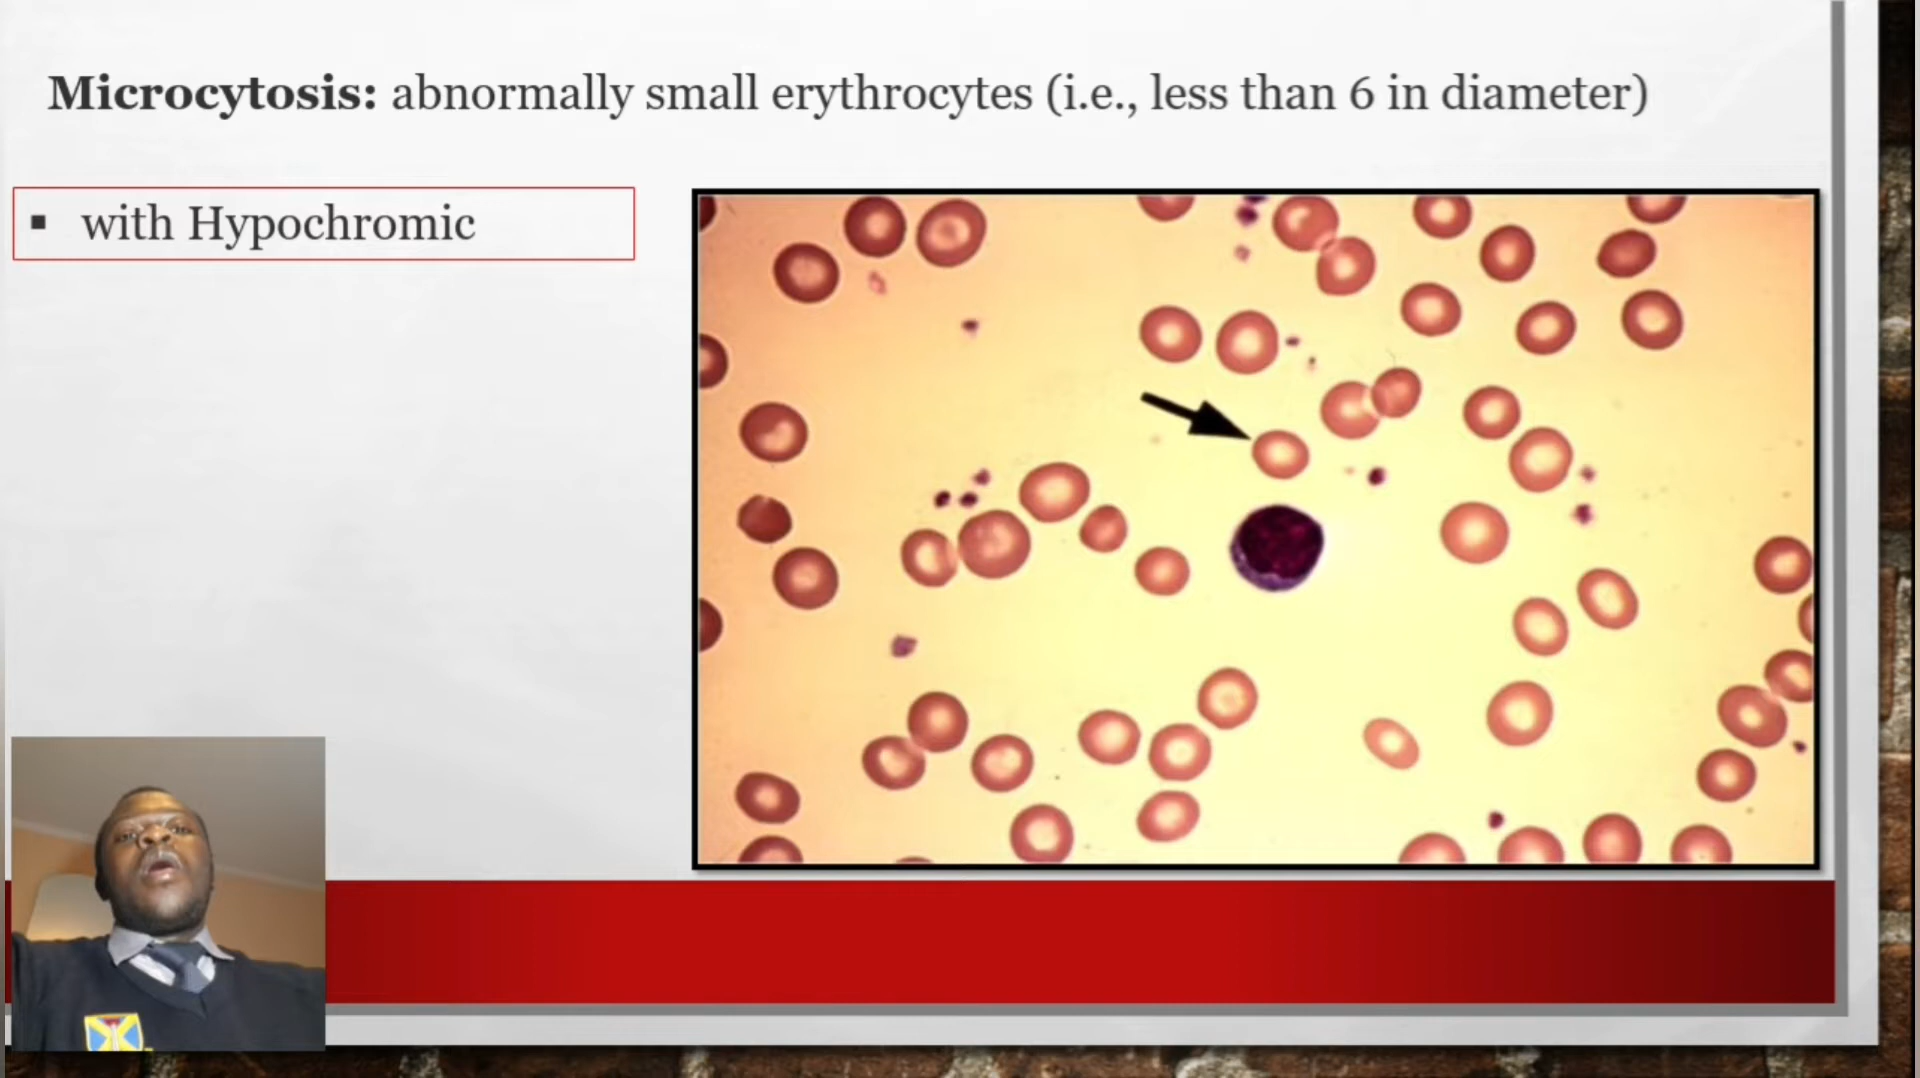 Microcytosis: abnormally small erythrocytes (i.e., less than 6 in diameter)
▪ with Hypochromic